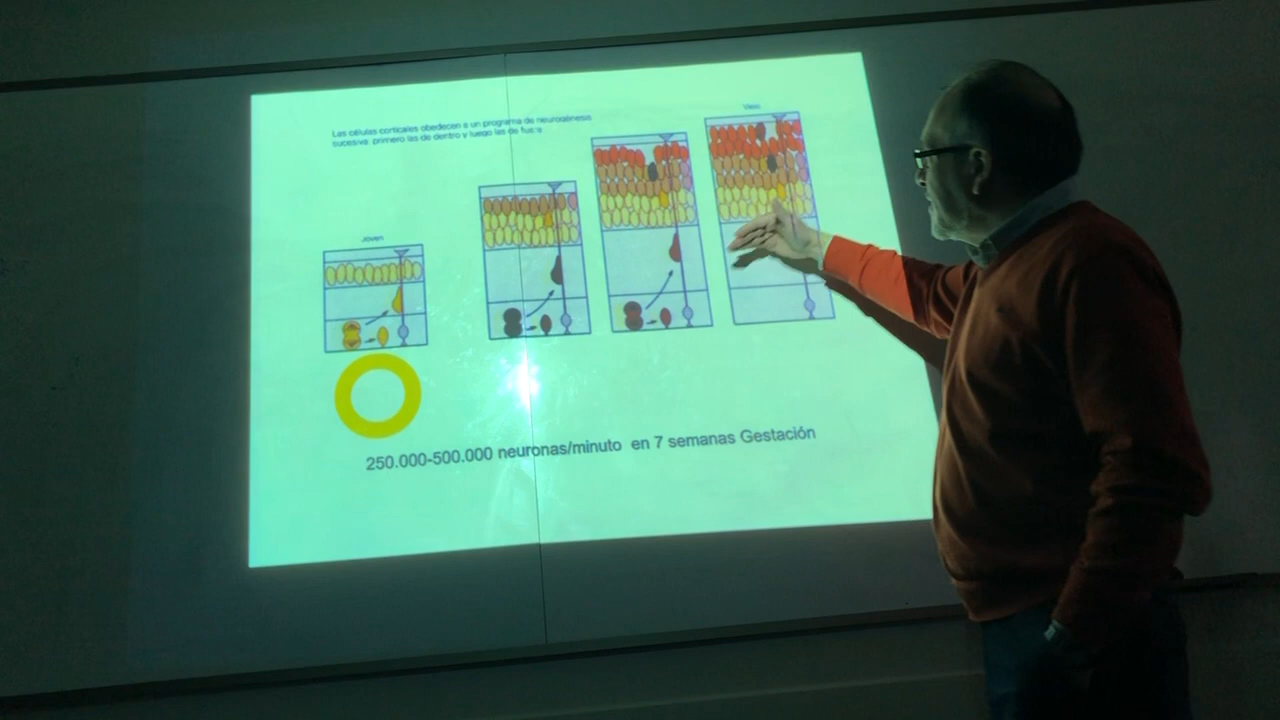 Las células corticales obedecen a un programa de neurogénesis
sucesiva: primero las de dentro y luego las de fuera
Joven
Viejo
250.000-500.000 neuronas/minuto en 7 semanas Gestación